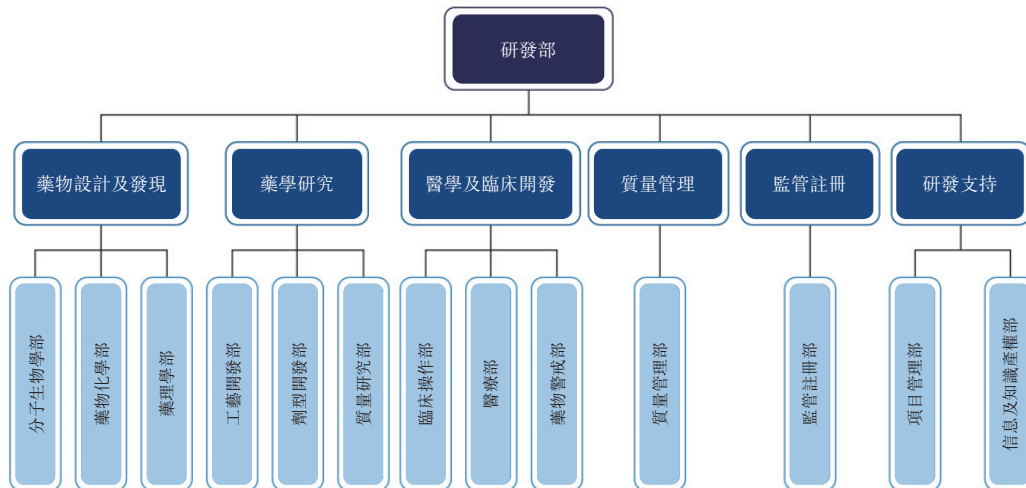 研發部
藥物設計及發現
藥學研究
醫學及臨床開發
質量管理
監管註冊
研發支持
分子生物學部
藥物化學部
藥理學部
工藝開發部
劑型開發部
質量研究部
臨床操作部
醫療部
藥物警戒部
質量管理部
監管註冊部
項目管理部
信息及知識產權部